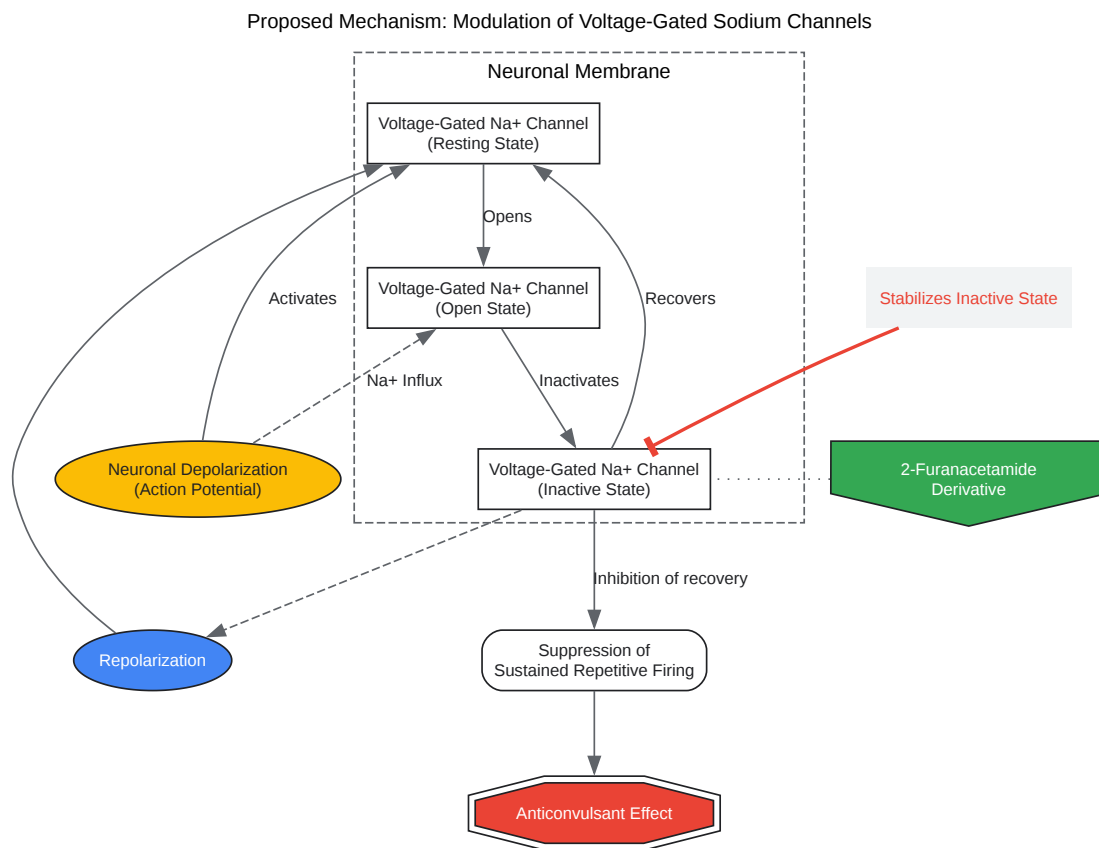 Proposed Mechanism: Modulation of Voltage-Gated Sodium Channels
Neuronal Membrane
Voltage-Gated Na+ Channel
(Resting State)
Opens
Voltage-Gated Na+ Channel
(Open State)
Activates
Recovers
Stabilizes Inactive State
Na+ Influx
Inactivates
Neuronal Depolarization
(Action Potential)
Voltage-Gated Na+ Channel
(Inactive State)
2-Furanacetamide
Derivative
Inhibition of recovery
Repolarization
Suppression of
Sustained Repetitive Firing
Anticonvulsant Effect